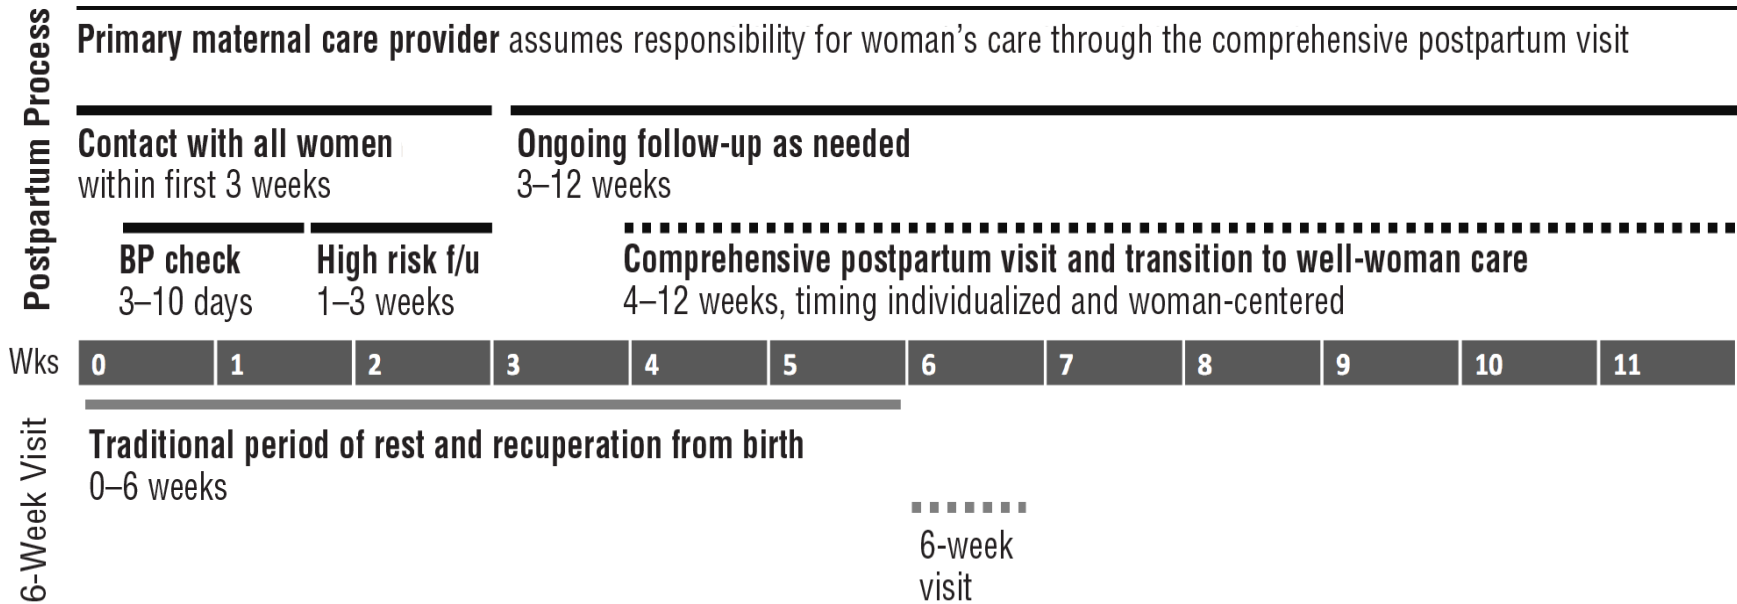 Postpartum Process
Primary maternal care provider assumes responsibility for woman’s care through the comprehensive postpartum visit
Contact with all women
within first 3 weeks
Ongoing follow-up as needed
3–12 weeks
BP check
3–10 days
High risk f/u
1–3 weeks
Comprehensive postpartum visit and transition to well-woman care
4–12 weeks, timing individualized and woman-centered
Wks 0 1 2 3 4 5 6 7 8 9 10 11
6-Week Visit
Traditional period of rest and recuperation from birth
0–6 weeks
6-week
visit